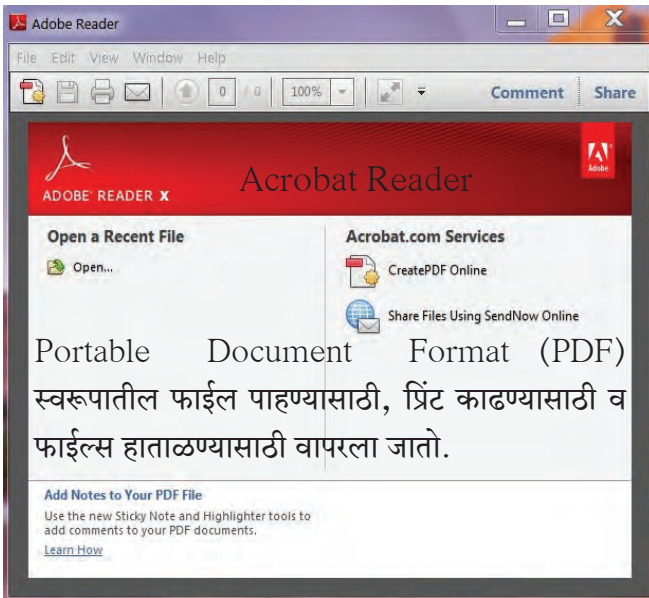 Adobe Reader
File Edit View Window Help
0 / 0 100% Comment Share
Adobe
ADOBE® READER X
Acrobat Reader
Open a Recent File
Open...
Acrobat.com Services
CreatePDF Online
Share Files Using SendNow Online
Portable Document Format (PDF)
स्वरूपातील फाईल पाहण्यासाठी, प्रिंट काढण्यासाठी व
फाईल्स हाताळण्यासाठी वापरला जातो.
Add Notes to Your PDF File
Use the new Sticky Note and Highlighter tools to
add comments to your PDF documents.
Learn How